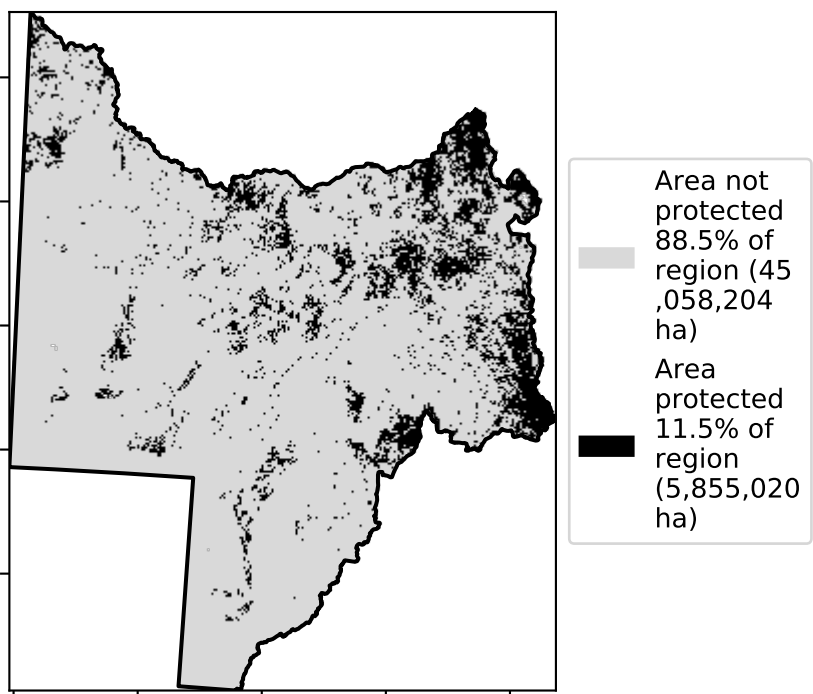 Area not
protected
88.5% of
region (45
,058,204
ha)
Area
protected
11.5% of
region
(5,855,020
ha)